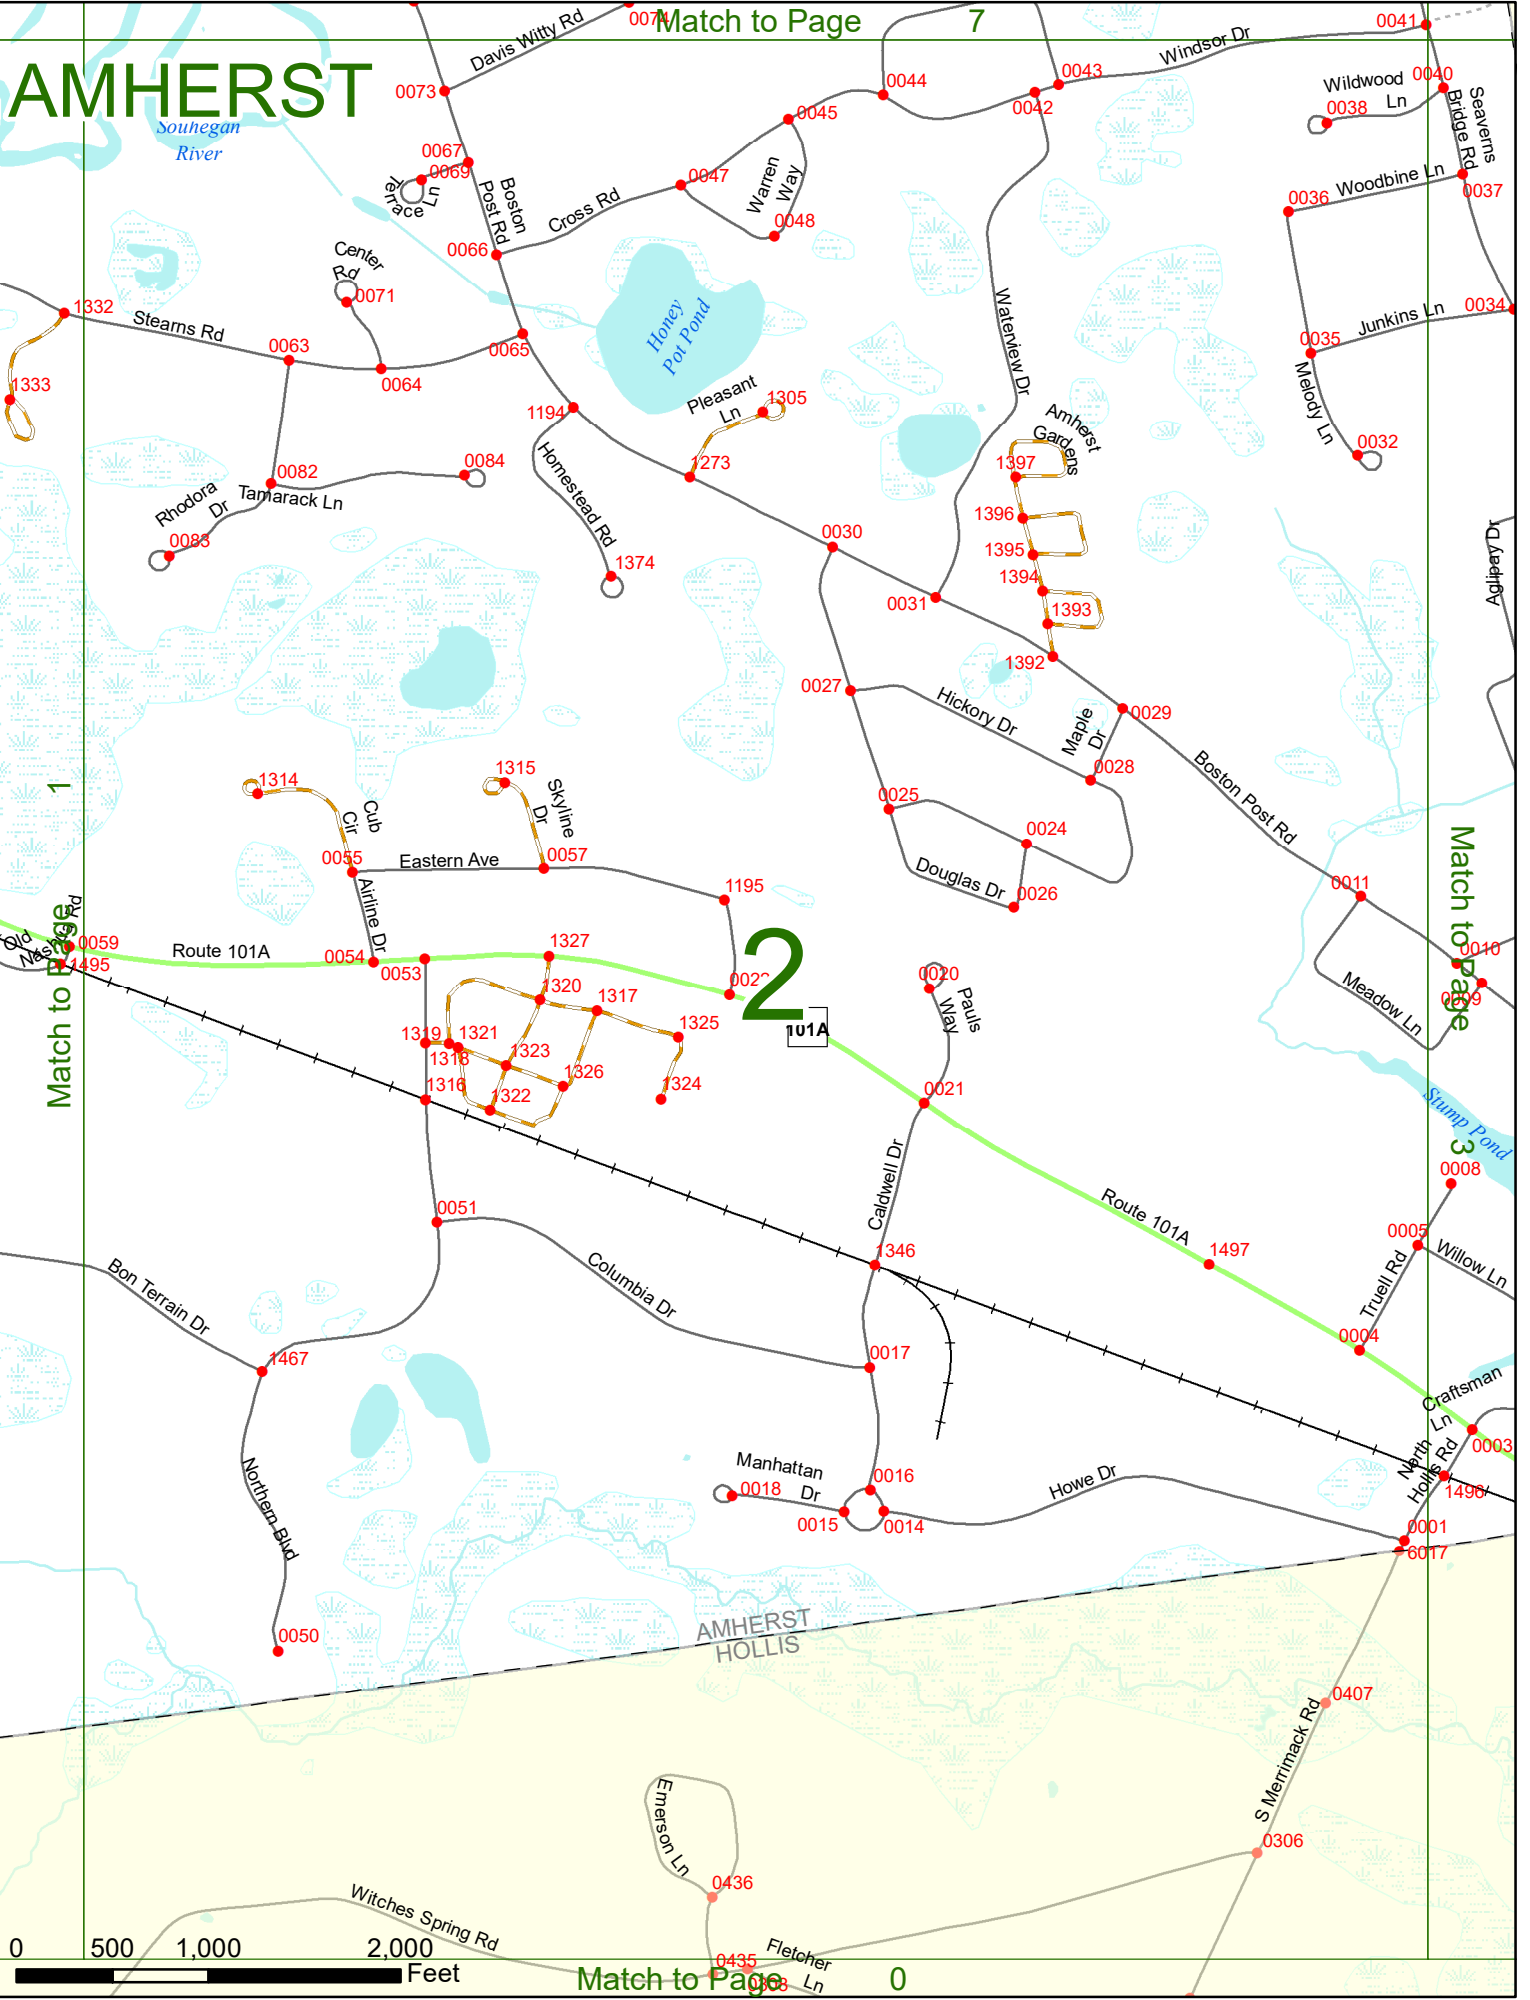 Match to Page 7
AMHERST
Souhegan
River
Davis Witty Rd
0074
0041
Windsor Dr
0073
0044
0043
0042
0040
Wildwood
Ln
0038
Seaverns
Bridge Rd
0045
0067
0069
Terrace Ln
Boston
Post Rd
Cross Rd
0047
Warren
Way
0048
0036
Woodbine Ln
0037
0066
Center
Rd
0071
1332
Stearns Rd
0063
0064
0065
Honey
Pot Pond
Waterview Dr
0034
Junkins Ln
0035
1333
1194
Pleasant
Ln
1305
Amherst
Gardens
Melody Ln
0032
0082
0084
Tamarack Ln
Rhodora
Dr
0083
Homestead Rd
1374
1273
1397
1396
1395
1394
1393
1392
0030
0031
Aglipay Dr
0027
Hickory Dr
Maple
Dr
0029
0028
Boston Post Rd
1
1314
Cub
Cir
1315
Skyline
Dr
0025
0024
0055
Eastern Ave
0057
Douglas Dr
0026
1195
0011
Match to Page
3
Airline Dr
Old
Nashua Rd
0059
1495
Match to Page
Route 101A
0054
0053
1327
2
101A
0020
Pauls
Way
0010
0009
Meadow Ln
1320
1317
1325
1319
1318
1321
1323
1326
1324
1316
1322
0021
Stump Pond
0008
Caldwell Dr
Route 101A
1497
0005
Willow Ln
Truell Rd
0004
0051
Columbia Dr
1346
Bon Terrain Dr
1467
0017
Craftsman
Ln
0003
North
Hollis Rd
1496
Northern Blvd
Manhattan
Dr
0018
0016
0015
0014
Howe Dr
0001
6017
0050
AMHERST
HOLLIS
0407
S Merrimack Rd
0306
Emerson Ln
0436
Witches Spring Rd
0435
Fletcher
Ln
0 500 1,000 2,000
Feet
Match to Page 0